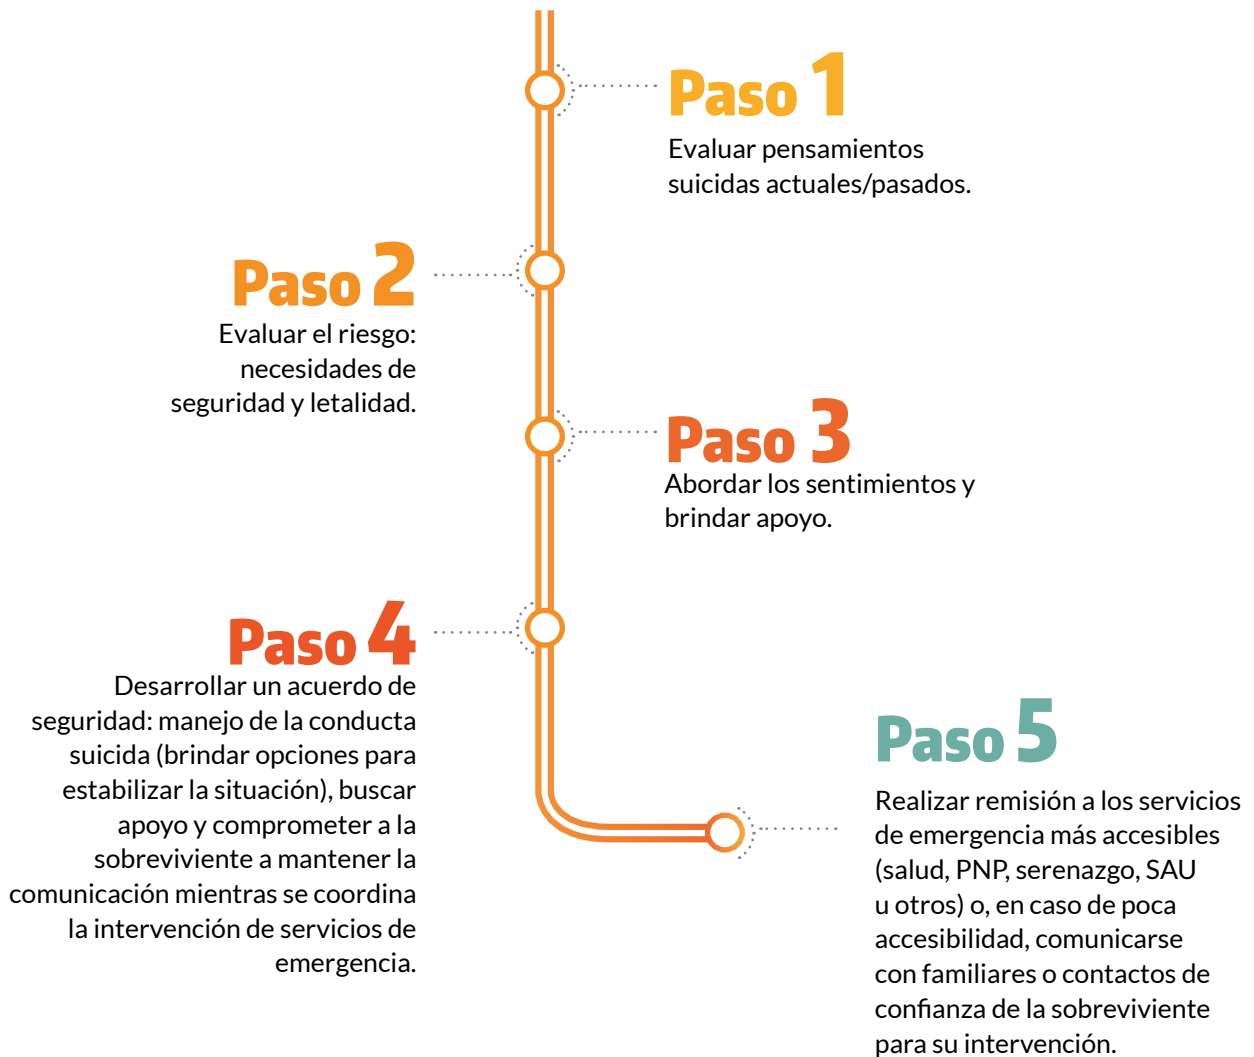 Paso 1
Evaluar pensamientos
suicidas actuales/pasados.
Paso 2
Evaluar el riesgo:
necesidades de
seguridad y letalidad.
Paso 3
Abordar los sentimientos y
brindar apoyo.
Paso 4
Desarrollar un acuerdo de
seguridad: manejo de la conducta
suicida (brindar opciones para
estabilizar la situación), buscar
apoyo y comprometer a la
sobreviviente a mantener la
comunicación mientras se coordina
la intervención de servicios de
emergencia.
Paso 5
Realizar remisión a los servicios
de emergencia más accesibles
(salud, PNP, serenazgo, SAU
u otros) o, en caso de poca
accesibilidad, comunicarse
con familiares o contactos de
confianza de la sobreviviente
para su intervención.